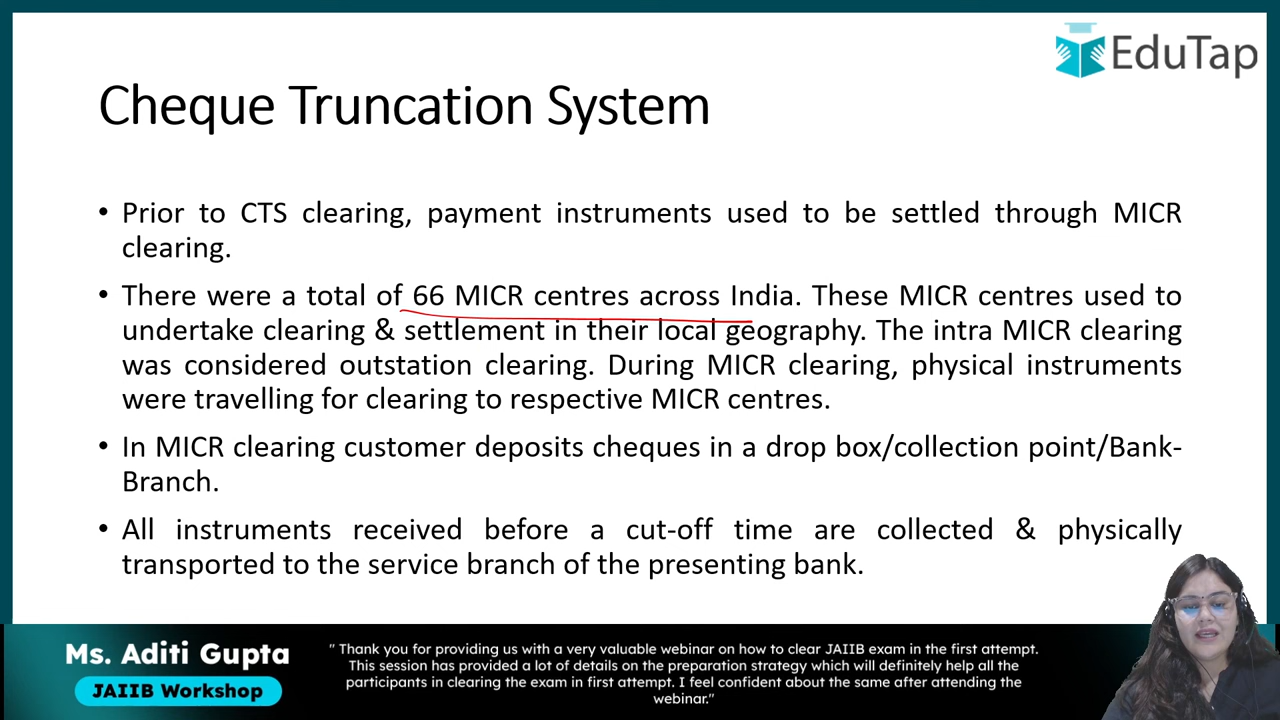 EduTap
Cheque Truncation System
• Prior to CTS clearing, payment instruments used to be settled through MICR
clearing.
• There were a total of 66 MICR centres across India. These MICR centres used to
undertake clearing & settlement in their local geography. The intra MICR clearing
was considered outstation clearing. During MICR clearing, physical instruments
were travelling for clearing to respective MICR centres.
• In MICR clearing customer deposits cheques in a drop box/collection point/Bank-
Branch.
• All instruments received before a cut-off time are collected & physically
transported to the service branch of the presenting bank.
Ms. Aditi Gupta
JAIIB Workshop
" Thank you for providing us with a very valuable webinar on how to clear JAIIB exam in the first attempt.
This session has provided a lot of details on the preparation strategy which will definitely help all the
participants in clearing the exam in first attempt. I feel confident about the same after attending the
webinar."